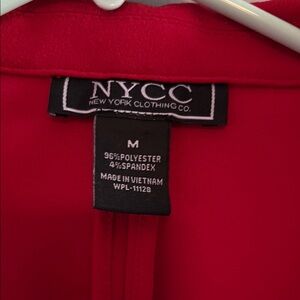 NYCC
NEW YORK CLOTHING CO.
M
96%POLYESTER
4%SPANDEX
MADE IN VIETNAM
WPL-11128